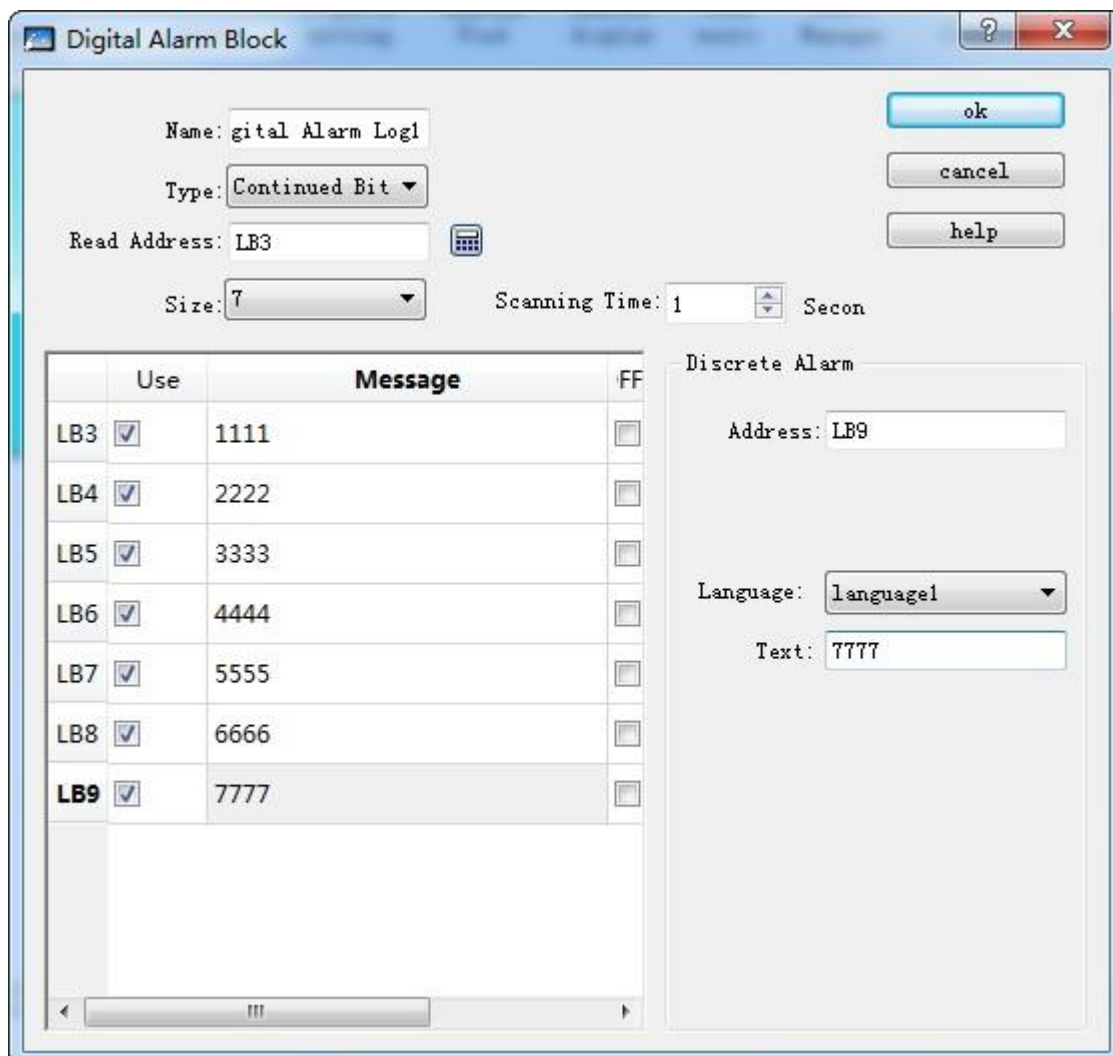 Digital Alarm Block
ok
Name: gital Alarm Log1
cancel
Type: Continued Bit
help
Read Address: LB3
Size: 7
Scanning Time: 1 Secon
Use Message FF
Discrete Alarm
LB3 1111
Address: LB9
LB4 2222
LB5 3333
Language: language1
LB6 4444
Text: 7777
LB7 5555
LB8 6666
LB9 7777